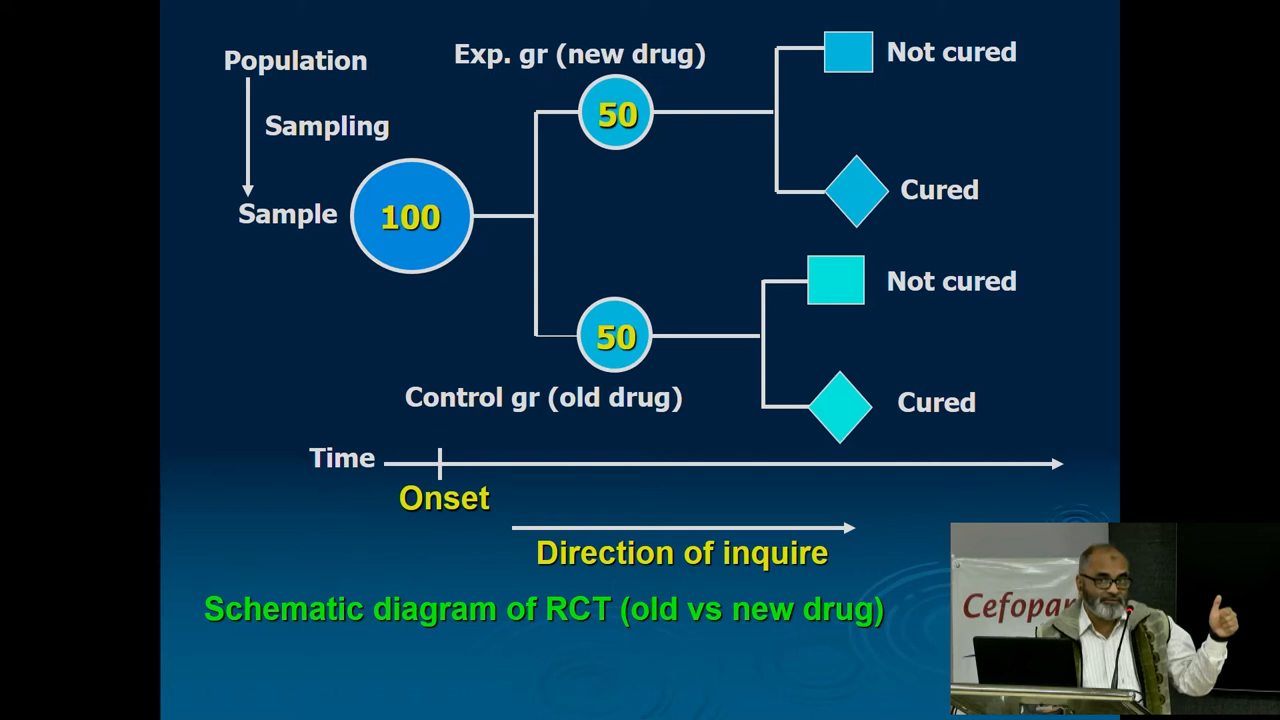 Population
Sampling
Sample
100
Exp. gr (new drug)
50
Not cured
Cured
50
Control gr (old drug)
Not cured
Cured
Time
Onset
Direction of inquire
Schematic diagram of RCT (old vs new drug)